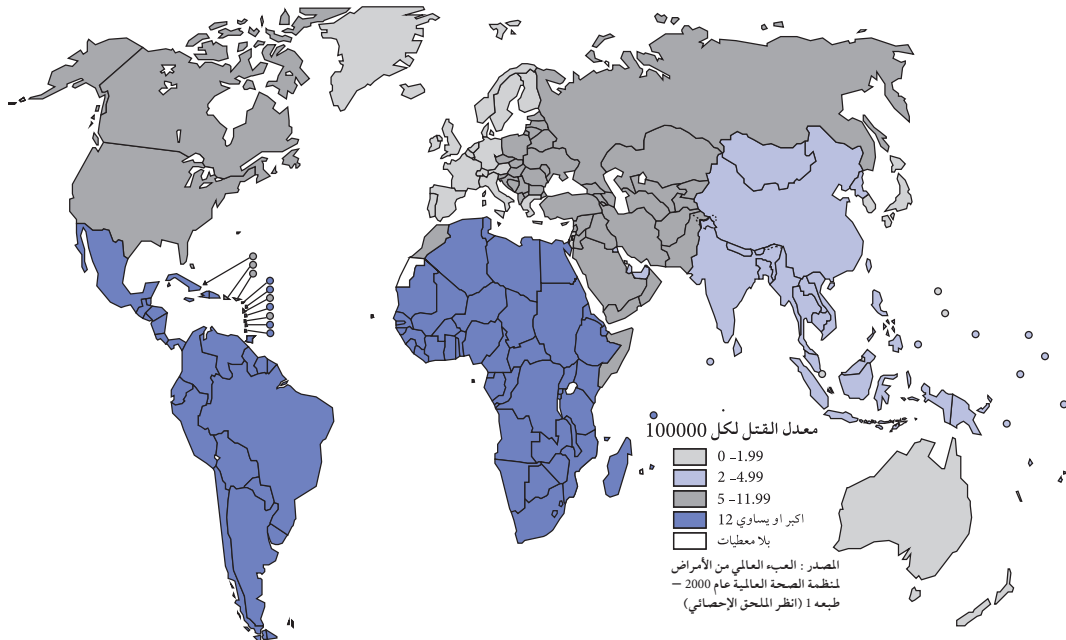 معدل القتل لكل 100000
0 –1.99
2 –4.99
5 –11.99
اكبر او يساوي 12
بلا معطيات
المصدر : العبء العالمي من الأمراض
لمنظمة الصحة العالمية عام 2000 –
طبعه 1 (انظر الملحق الإحصائي)